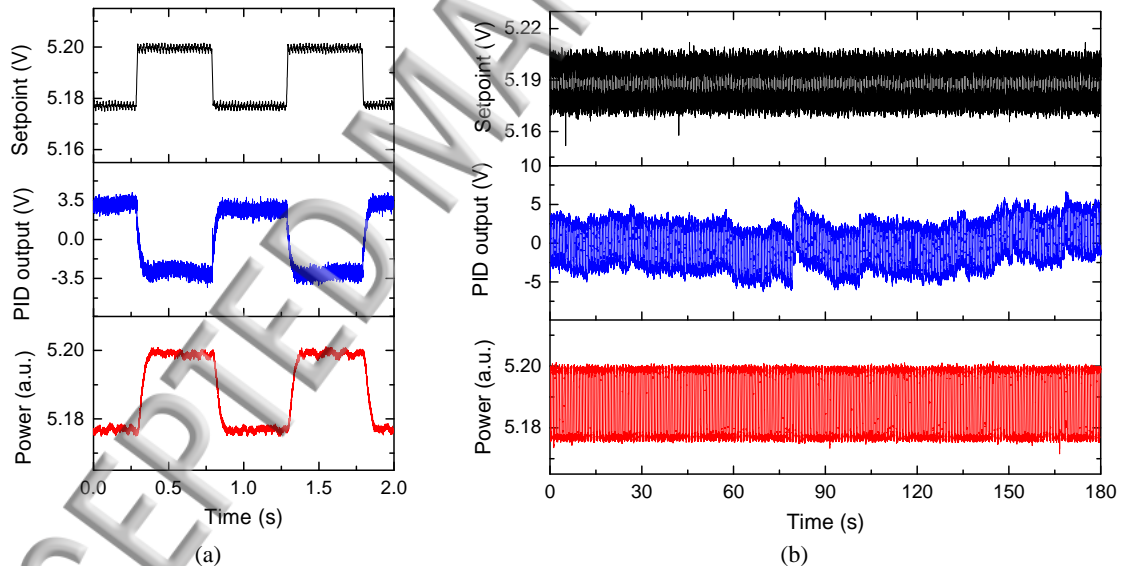 5.20
5.18
5.16
Setpoint (V)
3.5
0.0
-3.5
PID output (V)
5.20
5.18
Power (a.u.)
0.0 0.5 1.0 1.5 2.0
Time (s)
(a)
5.22
5.19
5.16
Setpoint (V)
10
5
0
-5
PID output (V)
5.20
5.18
Power (a.u.)
0 30 60 90 120 150 180
Time (s)
(b)
CEPTED MA